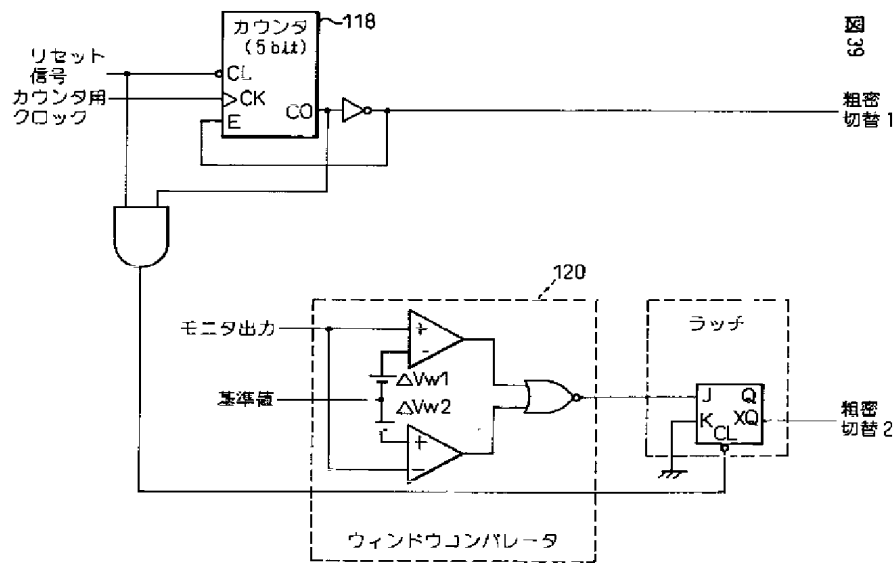 図39
カウンタ
(5bit)
118
リセット
信号
カウンタ用
クロック
CL
CK
E
CO
粗密
切替1
120
モニタ出力
基準値
+
-
△Vw1
△Vw2
+
-
ウィンドウコンパレータ
ラッチ
J
Q
K
XQ
CL
粗密
切替2